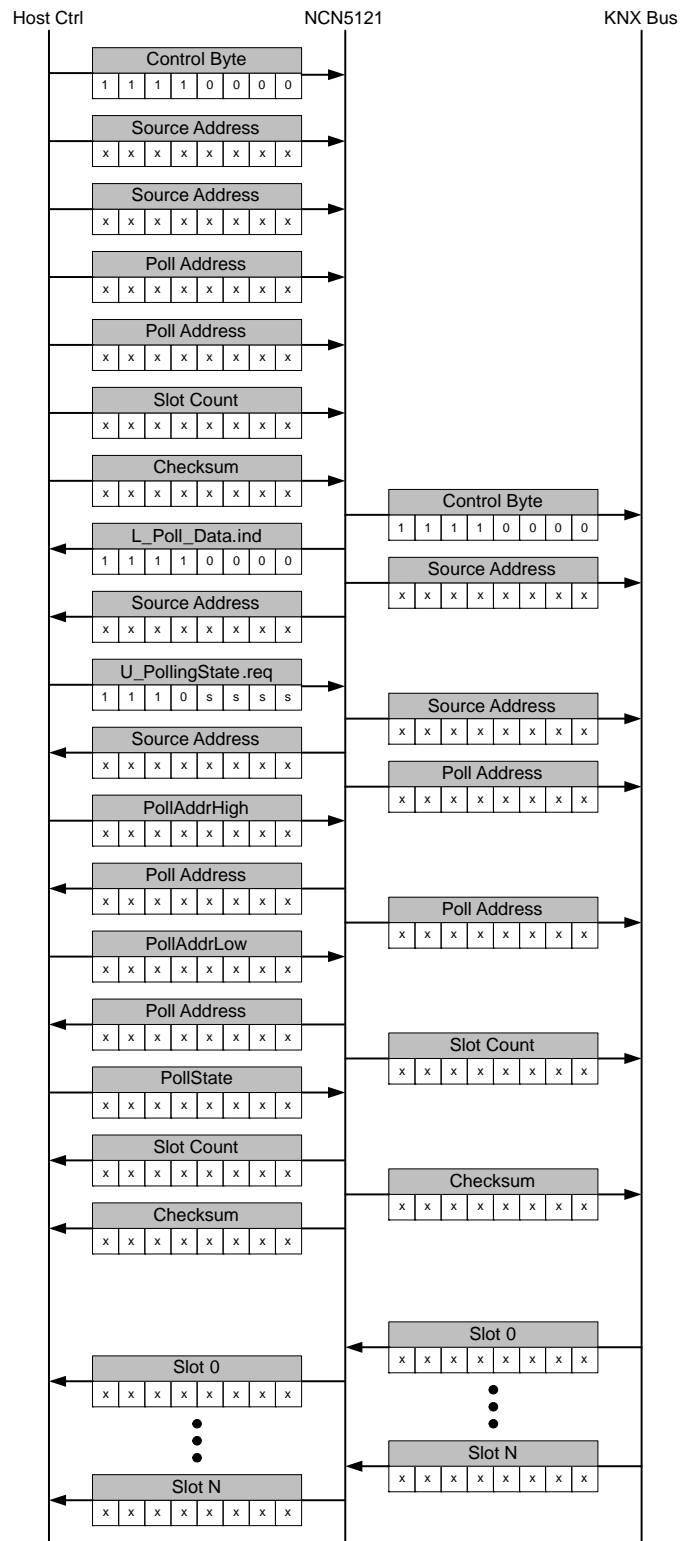 Host Ctrl NCN5121 KNX Bus
Control Byte
1 1 1 1 0 0 0 0
Source Address
x x x x x x x x
Source Address
x x x x x x x x
Poll Address
x x x x x x x x
Poll Address
x x x x x x x x
Slot Count
x x x x x x x x
Checksum
x x x x x x x x
Control Byte
1 1 1 1 0 0 0 0
L_Poll_Data.ind
1 1 1 1 0 0 0 0
Source Address
x x x x x x x x
Source Address
x x x x x x x x
U_PollingState.req
1 1 1 0 s s s s
Source Address
x x x x x x x x
Source Address
x x x x x x x x
Poll Address
x x x x x x x x
PollAddrHigh
x x x x x x x x
Poll Address
x x x x x x x x
Poll Address
x x x x x x x x
PollAddrLow
x x x x x x x x
Poll Address
x x x x x x x x
Slot Count
x x x x x x x x
PollState
x x x x x x x x
Slot Count
x x x x x x x x
Checksum
x x x x x x x x
Checksum
x x x x x x x x
Slot 0
x x x x x x x x
Slot 0
x x x x x x x x
Slot N
x x x x x x x x
Slot N
x x x x x x x x